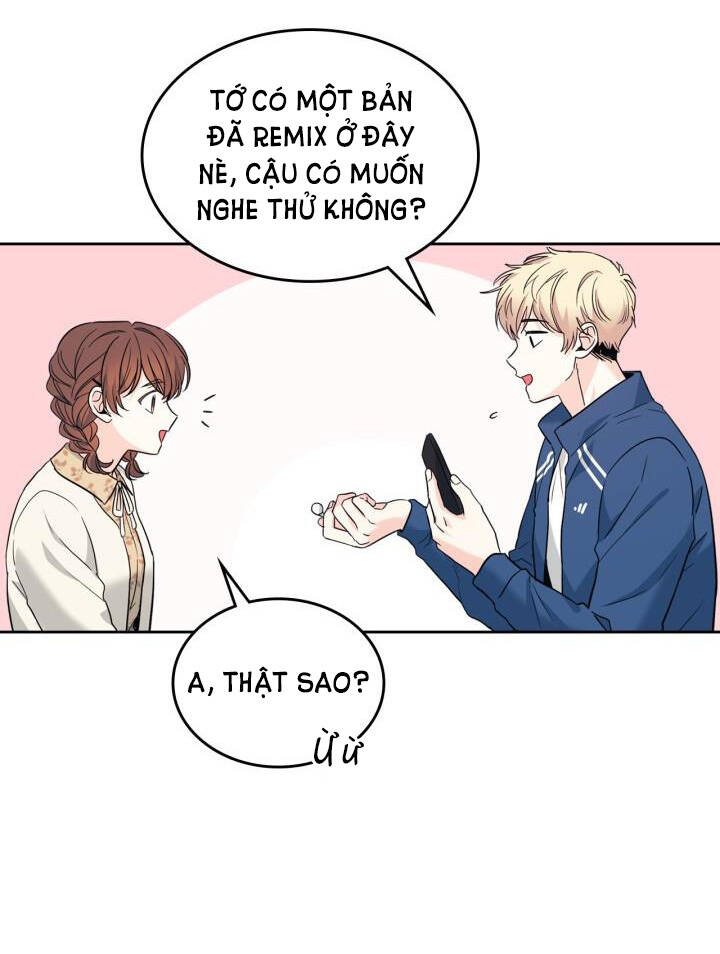 TỚ CÓ MỘT BẢN
ĐÃ REMIX Ở ĐÂY
NÈ, CẬU CÓ MUỐN
NGHE THỬ KHÔNG?
A, THẬT SAO?
Ừ Ừ